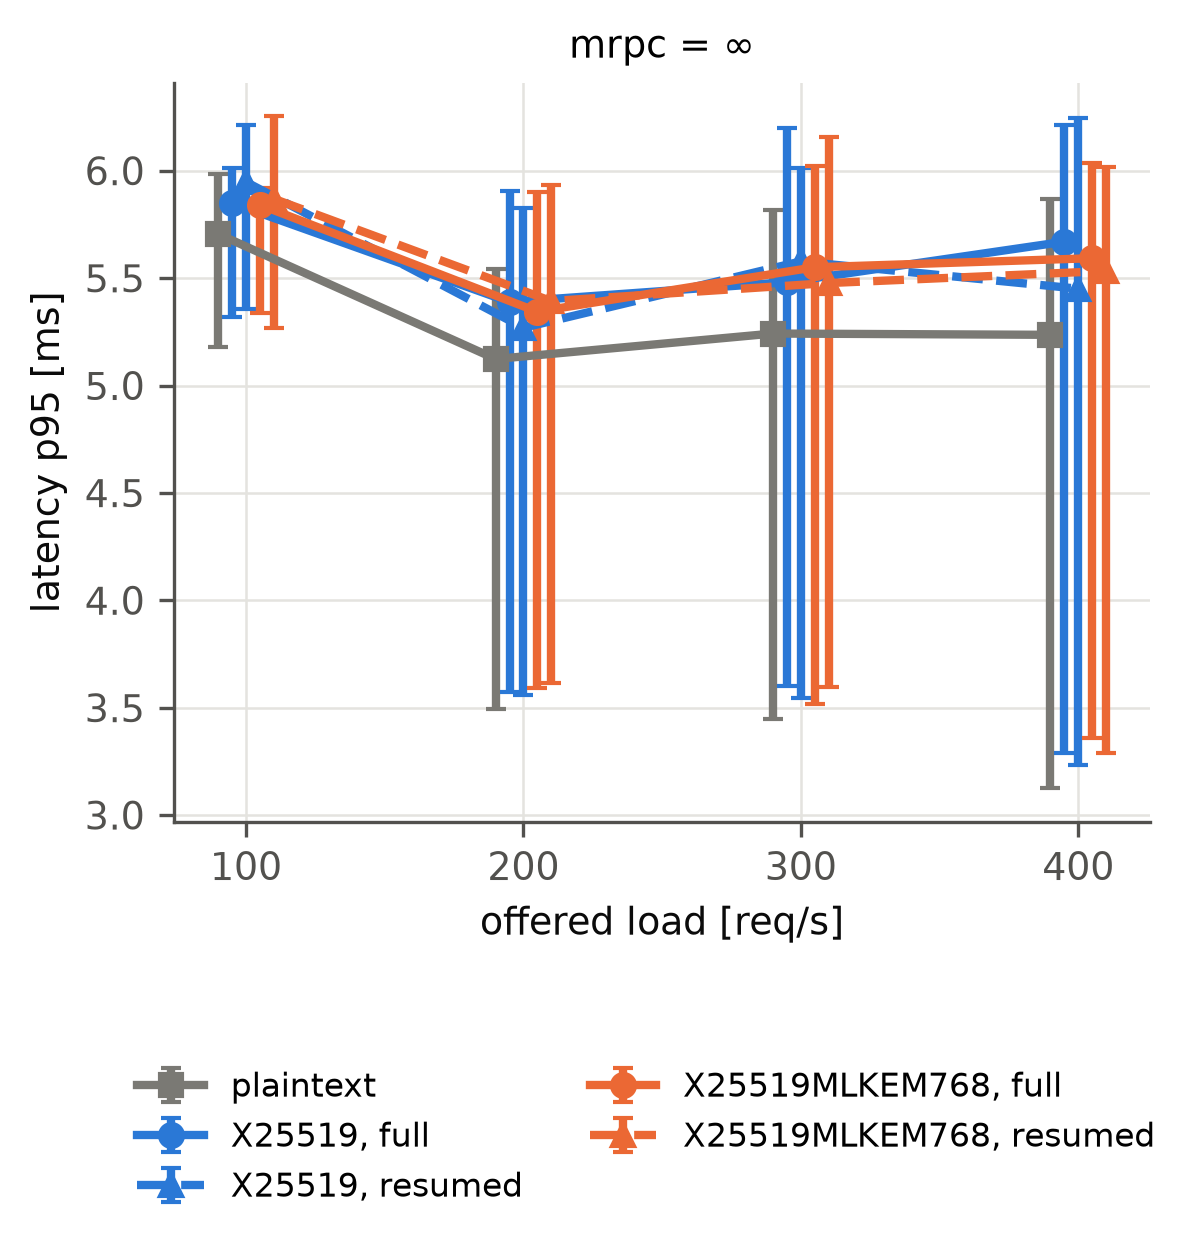 mrpc = ∞
latency p95 [ms]
6.0
5.5
5.0
4.5
4.0
3.5
3.0
100 200 300 400
offered load [req/s]
plaintext
X25519, full
X25519, resumed
X25519MLKEM768, full
X25519MLKEM768, resumed